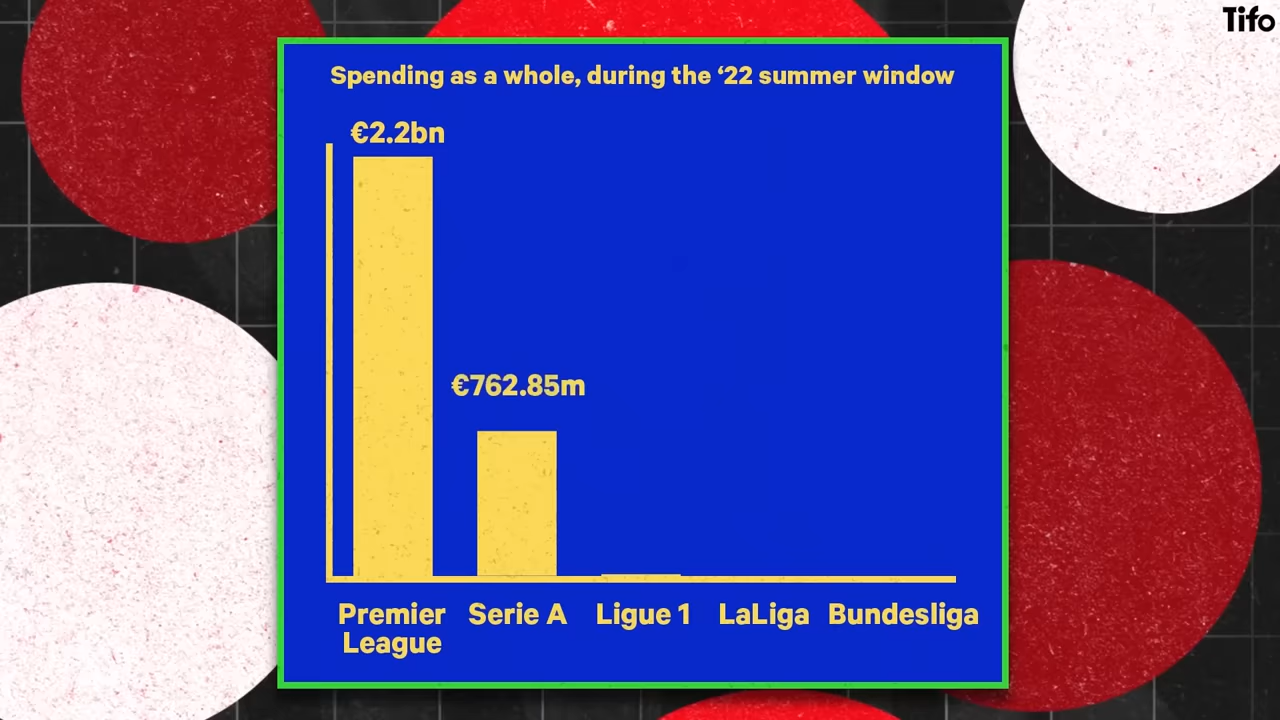 Tifo
Spending as a whole, during the ‘22 summer window
€2.2bn
€762.85m
Premier League
Serie A
Ligue 1
LaLiga
Bundesliga